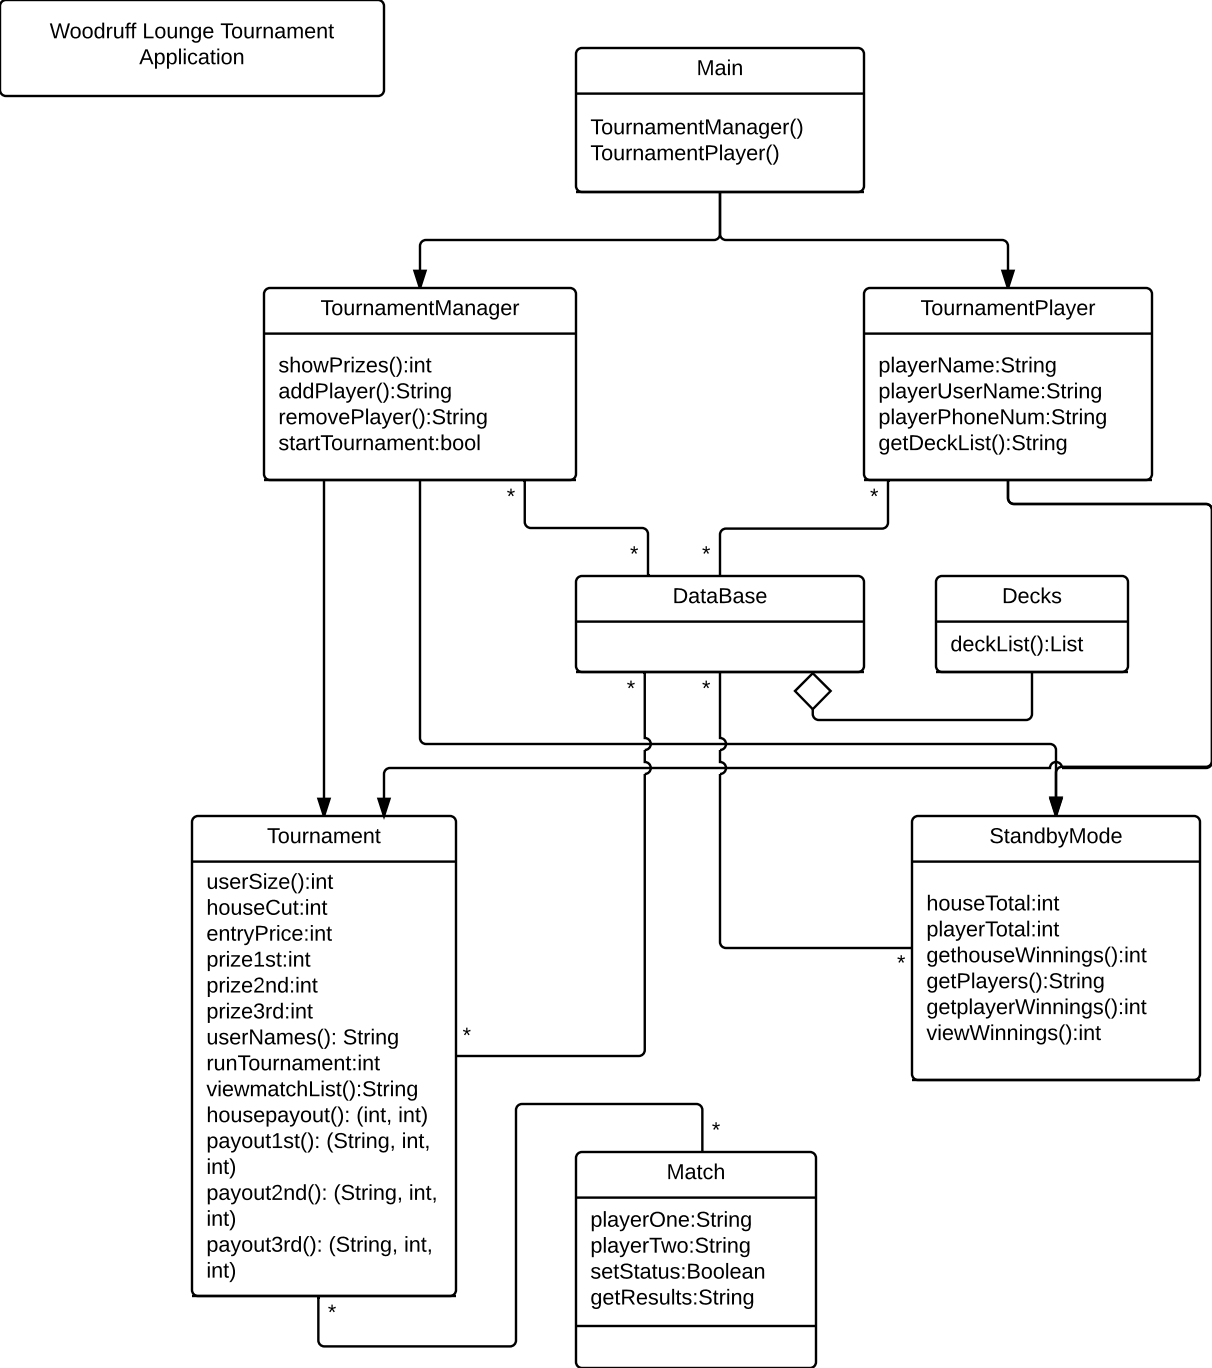 Woodruff Lounge Tournament
Application
Main
TournamentManager()
TournamentPlayer()
TournamentManager
showPrizes():int
addPlayer():String
removePlayer():String
startTournament:bool
TournamentPlayer
playerName:String
playerUserName:String
playerPhoneNum:String
getDeckList():String
*
*
*
*
DataBase
Decks
deckList():List
*
*
Tournament
userSize():int
houseCut:int
entryPrice:int
prize1st:int
prize2nd:int
prize3rd:int
userNames(): String
runTournament:int
viewmatchList():String
housepayout(): (int, int)
payout1st(): (String, int,
int)
payout2nd(): (String, int,
int)
payout3rd(): (String, int,
int)
*
*
StandbyMode
houseTotal:int
playerTotal:int
gethouseWinnings():int
getPlayers():String
getplayerWinnings():int
viewWinnings():int
*
*
Match
playerOne:String
playerTwo:String
setStatus:Boolean
getResults:String